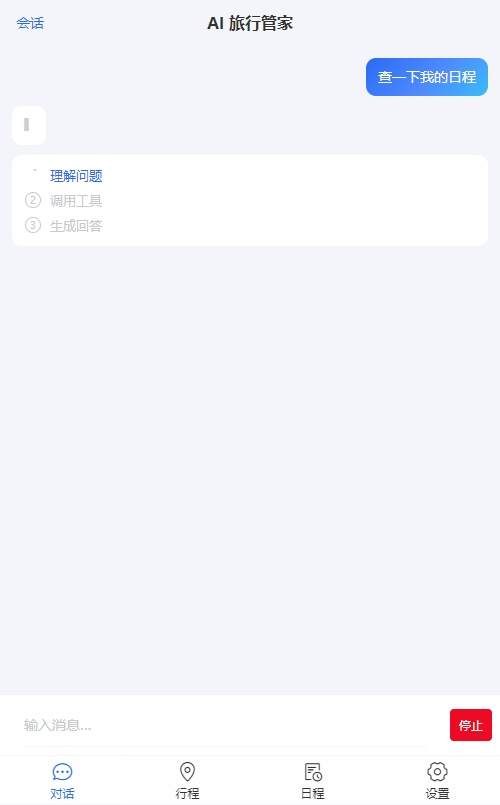 会话
AI 旅行管家
查一下我的日程
理解问题
2 调用工具
3 生成回答
输入消息...
停止
对话
行程
日程
设置